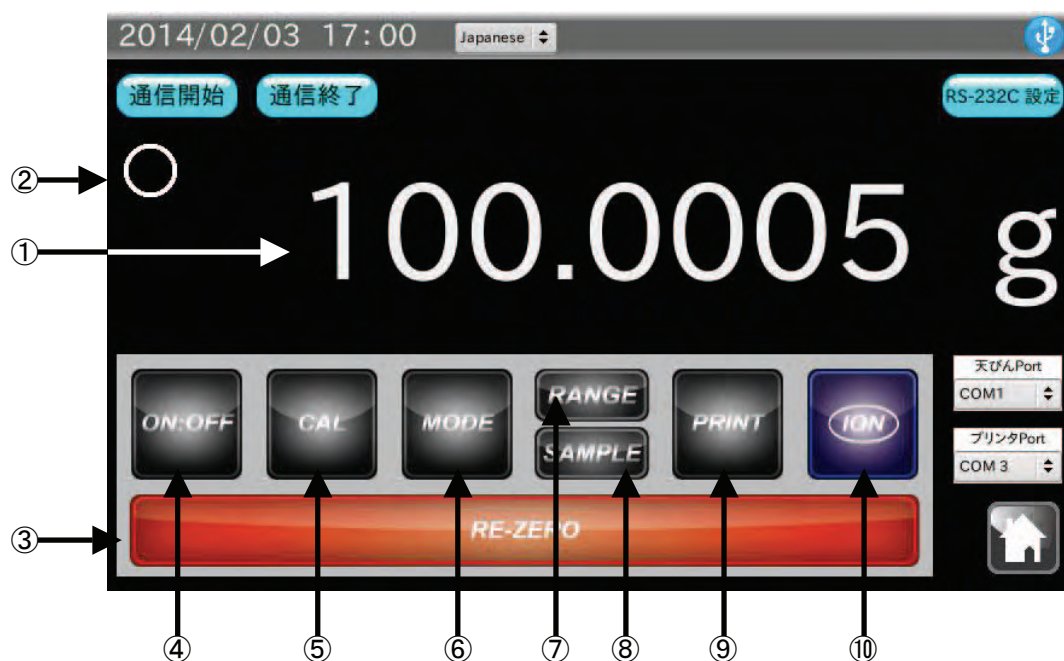 2014/02/03 17:00 Japanese
通信開始 通信終了 RS-232C 設定
②
① 100.0005 g
天びんPort
COM1
ON:OFF CAL MODE RANGE PRINT ION
SAMPLE
プリンタPort
COM 3
③ RE-ZERO
④ ⑤ ⑥ ⑦ ⑧ ⑨ ⑩